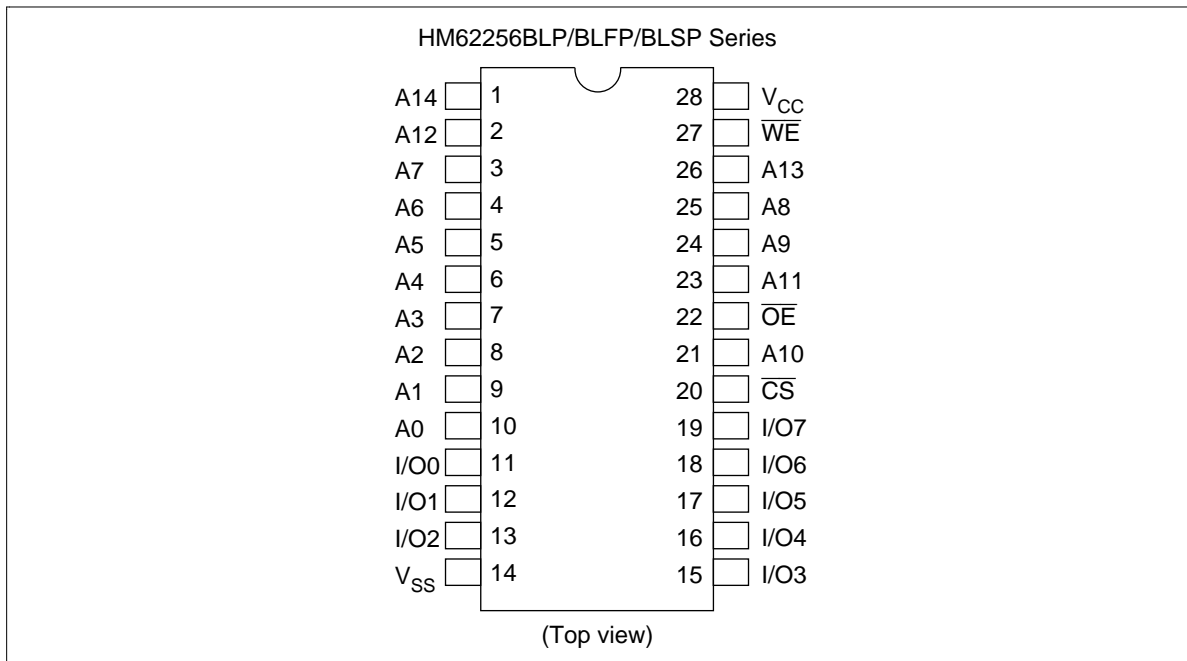 HM62256BLP/BLFP/BLSP Series
A14 1 28 VCC
A12 2 27 W̅E̅
A7 3 26 A13
A6 4 25 A8
A5 5 24 A9
A4 6 23 A11
A3 7 22 O̅E̅
A2 8 21 A10
A1 9 20 C̅S̅
A0 10 19 I/O7
I/O0 11 18 I/O6
I/O1 12 17 I/O5
I/O2 13 16 I/O4
VSS 14 15 I/O3
(Top view)